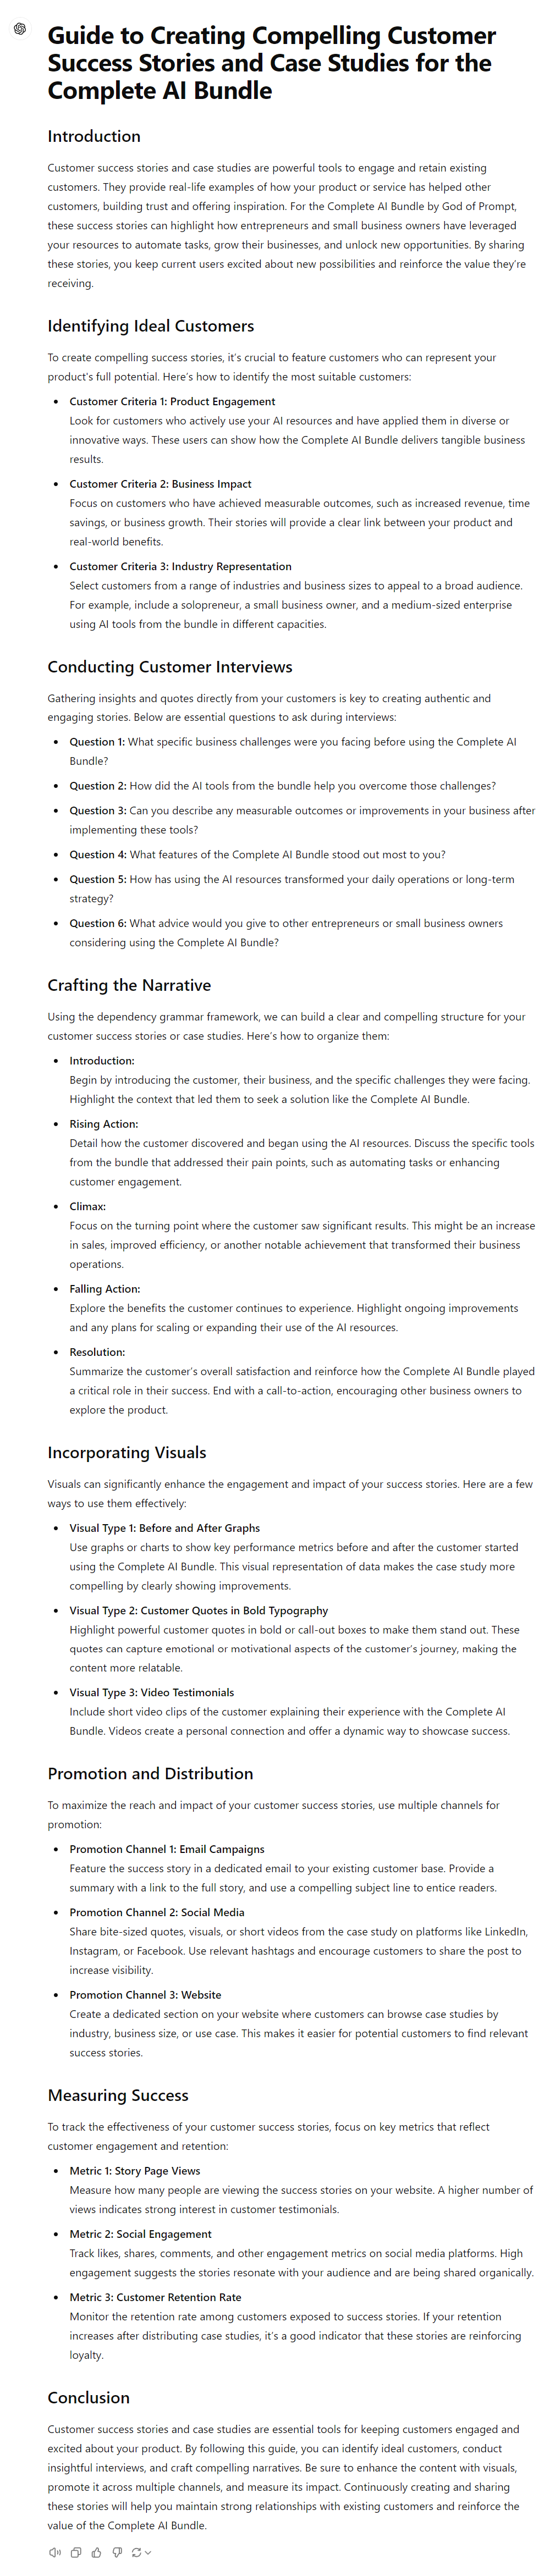 Guide to Creating Compelling Customer
Success Stories and Case Studies for the
Complete AI Bundle
Introduction
Customer success stories and case studies are powerful tools to engage and retain existing
customers. They provide real-life examples of how your product or service has helped other
customers, building trust and offering inspiration. For the Complete AI Bundle by God of Prompt,
these success stories can highlight how entrepreneurs and small business owners have leveraged
your resources to automate tasks, grow their businesses, and unlock new opportunities. By sharing
these stories, you keep current users excited about new possibilities and reinforce the value they're
receiving.
Identifying Ideal Customers
To create compelling success stories, it's crucial to feature customers who can represent your
product's full potential. Here's how to identify the most suitable customers:
• Customer Criteria 1: Product Engagement
Look for customers who actively use your AI resources and have applied them in diverse or
innovative ways. These users can show how the Complete AI Bundle delivers tangible business
results.
• Customer Criteria 2: Business Impact
Focus on customers who have achieved measurable outcomes, such as increased revenue, time
savings, or business growth. Their stories will provide a clear link between your product and
real-world benefits.
• Customer Criteria 3: Industry Representation
Select customers from a range of industries and business sizes to appeal to a broad audience.
For example, include a solopreneur, a small business owner, and a medium-sized enterprise
using AI tools from the bundle in different capacities.
Conducting Customer Interviews
Gathering insights and quotes directly from your customers is key to creating authentic and
engaging stories. Below are essential questions to ask during interviews:
• Question 1: What specific business challenges were you facing before using the Complete AI
Bundle?
• Question 2: How did the AI tools from the bundle help you overcome those challenges?
• Question 3: Can you describe any measurable outcomes or improvements in your business after
implementing these tools?
• Question 4: What features of the Complete AI Bundle stood out most to you?
• Question 5: How has using the AI resources transformed your daily operations or long-term
strategy?
• Question 6: What advice would you give to other entrepreneurs or small business owners
considering using the Complete AI Bundle?
Crafting the Narrative
Using the dependency grammar framework, we can build a clear and compelling structure for your
customer success stories or case studies. Here's how to organize them:
• Introduction:
Begin by introducing the customer, their business, and the specific challenges they were facing.
Highlight the context that led them to seek a solution like the Complete AI Bundle.
• Rising Action:
Detail how the customer discovered and began using the AI resources. Discuss the specific tools
from the bundle that addressed their pain points, such as automating tasks or enhancing
customer engagement.
• Climax:
Focus on the turning point where the customer saw significant results. This might be an increase
in sales, improved efficiency, or another notable achievement that transformed their business
operations.
• Falling Action:
Explore the benefits the customer continues to experience. Highlight ongoing improvements
and any plans for scaling or expanding their use of the AI resources.
• Resolution:
Summarize the customer's overall satisfaction and reinforce how the Complete AI Bundle played
a critical role in their success. End with a call-to-action, encouraging other business owners to
explore the product.
Incorporating Visuals
Visuals can significantly enhance the engagement and impact of your success stories. Here are a few
ways to use them effectively:
• Visual Type 1: Before and After Graphs
Use graphs or charts to show key performance metrics before and after the customer started
using the Complete AI Bundle. This visual representation of data makes the case study more
compelling by clearly showing improvements.
• Visual Type 2: Customer Quotes in Bold Typography
Highlight powerful customer quotes in bold or call-out boxes to make them stand out. These
quotes can capture emotional or motivational aspects of the customer's journey, making the
content more relatable.
• Visual Type 3: Video Testimonials
Include short video clips of the customer explaining their experience with the Complete AI
Bundle. Videos create a personal connection and offer a dynamic way to showcase success.
Promotion and Distribution
To maximize the reach and impact of your customer success stories, use multiple channels for
promotion:
• Promotion Channel 1: Email Campaigns
Feature the success story in a dedicated email to your existing customer base. Provide a
summary with a link to the full story, and use a compelling subject line to entice readers.
• Promotion Channel 2: Social Media
Share bite-sized quotes, visuals, or short videos from the case study on platforms like LinkedIn,
Instagram, or Facebook. Use relevant hashtags and encourage customers to share the post to
increase visibility.
• Promotion Channel 3: Website
Create a dedicated section on your website where customers can browse case studies by
industry, business size, or use case. This makes it easier for potential customers to find relevant
success stories.
Measuring Success
To track the effectiveness of your customer success stories, focus on key metrics that reflect
customer engagement and retention:
• Metric 1: Story Page Views
Measure how many people are viewing the success stories on your website. A higher number of
views indicates strong interest in customer testimonials.
• Metric 2: Social Engagement
Track likes, shares, comments, and other engagement metrics on social media platforms. High
engagement suggests the stories resonate with your audience and are being shared organically.
• Metric 3: Customer Retention Rate
Monitor the retention rate among customers exposed to success stories. If your retention
increases after distributing case studies, it's a good indicator that these stories are reinforcing
loyalty.
Conclusion
Customer success stories and case studies are essential tools for keeping customers engaged and
excited about your product. By following this guide, you can identify ideal customers, conduct
insightful interviews, and craft compelling narratives. Be sure to enhance the content with visuals,
promote it across multiple channels, and measure its impact. Continuously creating and sharing
these stories will help you maintain strong relationships with existing customers and reinforce the
value of the Complete AI Bundle.